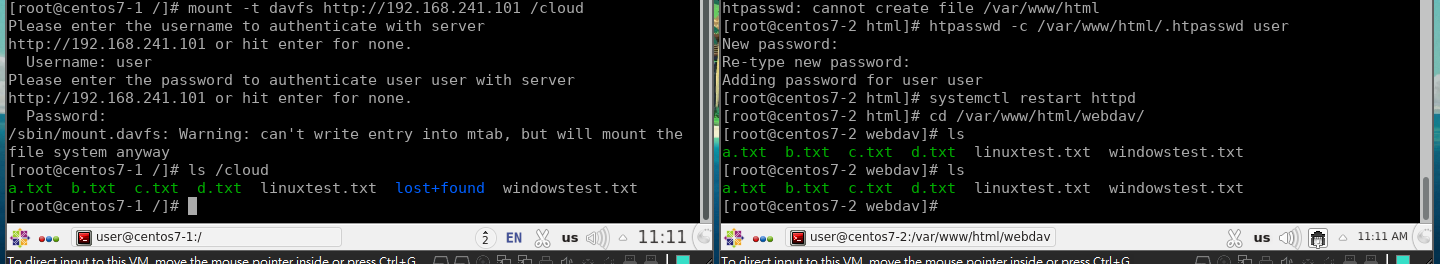 [root@centos7-1 /]# mount -t davfs http://192.168.241.101 /cloud
Please enter the username to authenticate with server
http://192.168.241.101 or hit enter for none.
  Username: user
Please enter the password to authenticate user user with server
http://192.168.241.101 or hit enter for none.
  Password:
/sbin/mount.davfs: Warning: can't write entry into mtab, but will mount the
file system anyway
[root@centos7-1 /]# ls /cloud
a.txt  b.txt  c.txt  d.txt  linuxtest.txt  lost+found  windowstest.txt
[root@centos7-1 /]#
user@centos7-1:/
2
EN
us
11:11
To direct input to this VM, move the mouse pointer inside or press Ctrl+G.
htpasswd: cannot create file /var/www/html
[root@centos7-2 html]# htpasswd -c /var/www/html/.htpasswd user
New password:
Re-type new password:
Adding password for user user
[root@centos7-2 html]# systemctl restart httpd
[root@centos7-2 html]# cd /var/www/html/webdav/
[root@centos7-2 webdav]# ls
a.txt  b.txt  c.txt  d.txt  linuxtest.txt  windowstest.txt
[root@centos7-2 webdav]# ls
a.txt  b.txt  c.txt  d.txt  linuxtest.txt  windowstest.txt
[root@centos7-2 webdav]#
user@centos7-2:/var/www/html/webdav
us
11:11 AM
To direct input to this VM, move the mouse pointer inside or press Ctrl+G.